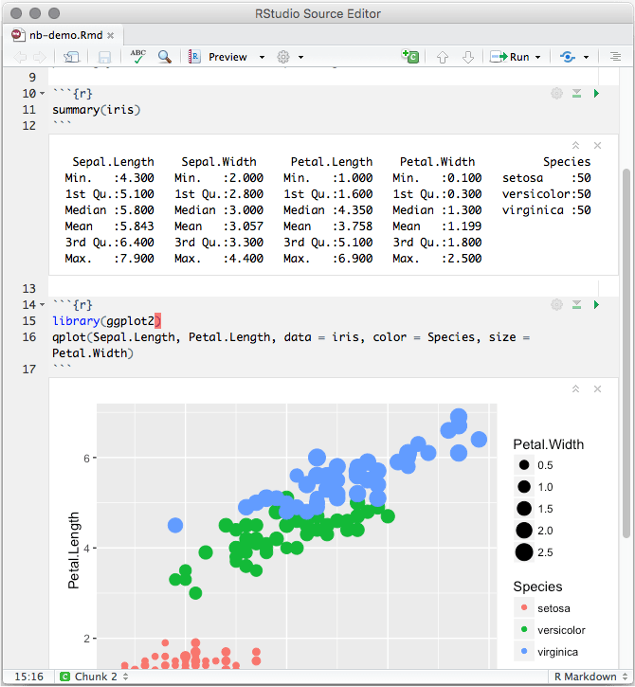 RStudio Source Editor
nb-demo.Rmd
ABC
Preview
Run
9
10 ```{r}
11 summary(iris)
12 ```
Sepal.Length Sepal.Width Petal.Length Petal.Width Species
Min. :4.300 Min. :2.000 Min. :1.000 Min. :0.100 setosa :50
1st Qu.:5.100 1st Qu.:2.800 1st Qu.:1.600 1st Qu.:0.300 versicolor:50
Median :5.800 Median :3.000 Median :4.350 Median :1.300 virginica :50
Mean :5.843 Mean :3.057 Mean :3.758 Mean :1.199
3rd Qu.:6.400 3rd Qu.:3.300 3rd Qu.:5.100 3rd Qu.:1.800
Max. :7.900 Max. :4.400 Max. :6.900 Max. :2.500
13
14 ```{r}
15 library(ggplot2)
16 qplot(Sepal.Length, Petal.Length, data = iris, color = Species, size =
Petal.Width)
17 ```
Petal.Length
6
4
2
Petal.Width
0.5
1.0
1.5
2.0
2.5
Species
setosa
versicolor
virginica
15:16 C Chunk 2 R Markdown